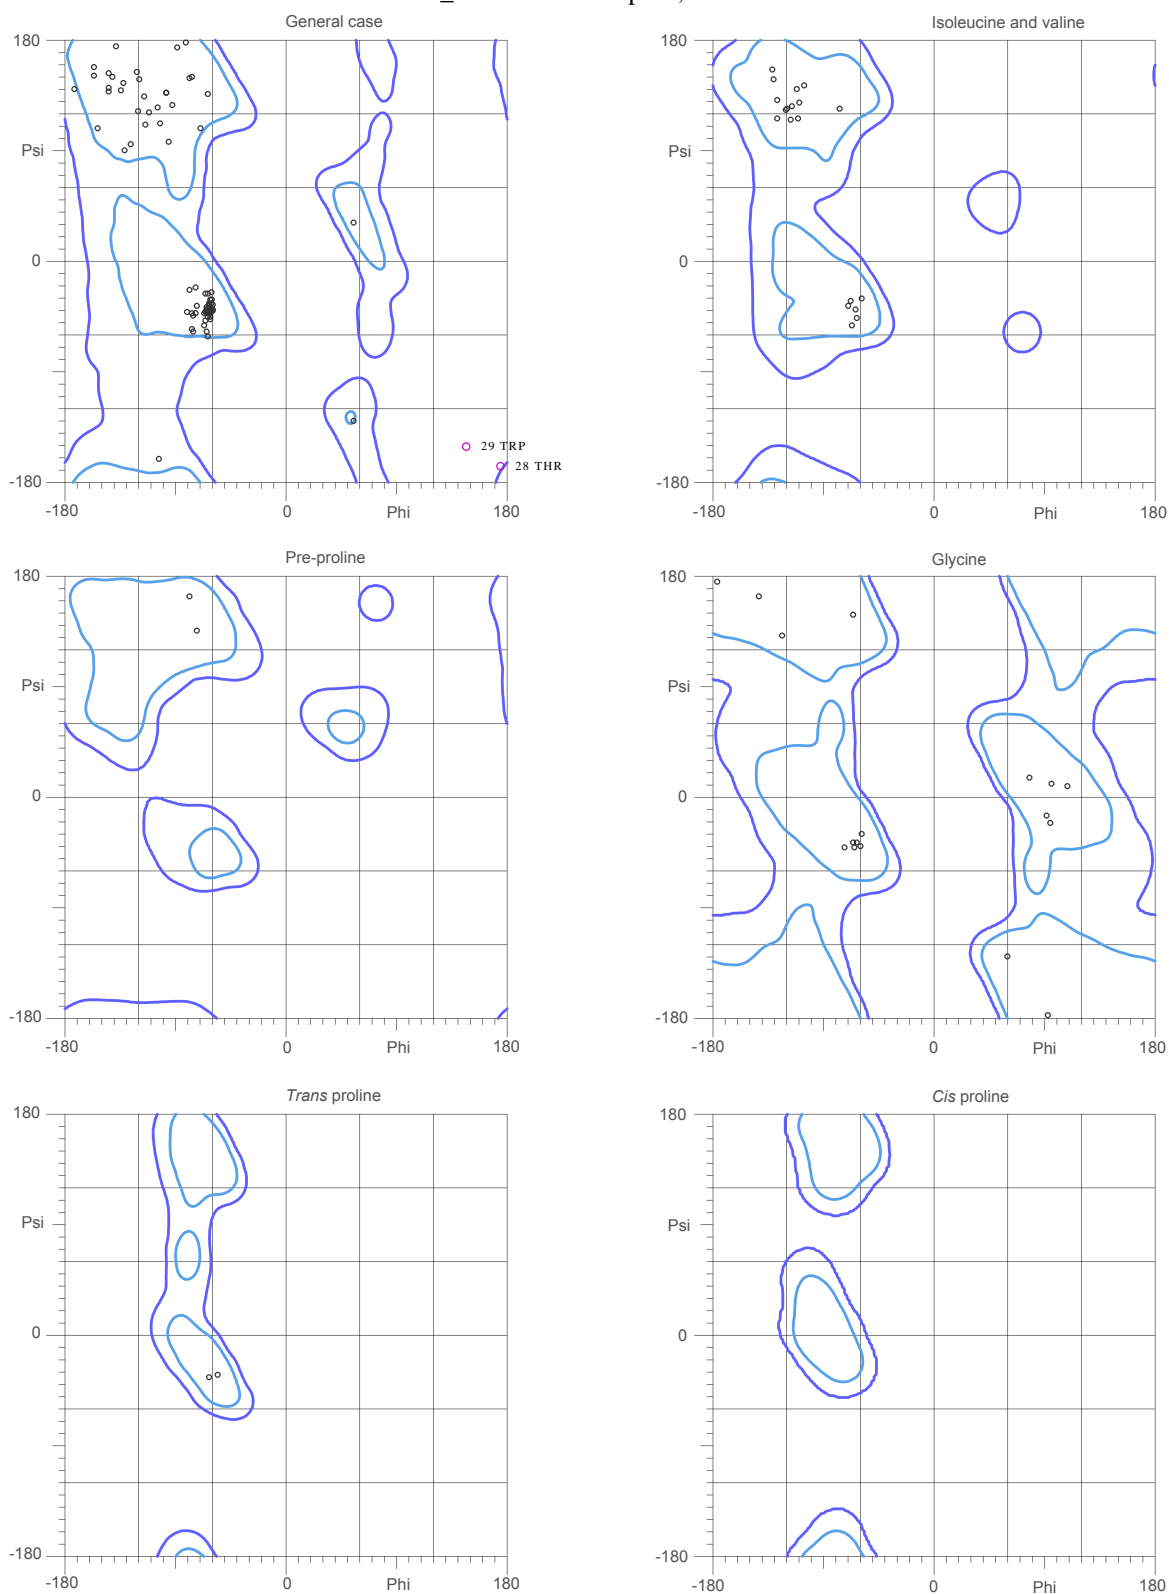 General case
Isoleucine and valine
180
180
Psi
Psi
0
0
29 TRP
28 THR
-180
-180
-180
0
Phi
180
-180
0
Phi
180
Pre-proline
Glycine
180
180
Psi
Psi
0
0
-180
-180
-180
0
Phi
180
-180
0
Phi
180
Trans proline
Cis proline
180
180
Psi
Psi
0
0
-180
-180
-180
0
Phi
180
-180
0
Phi
180